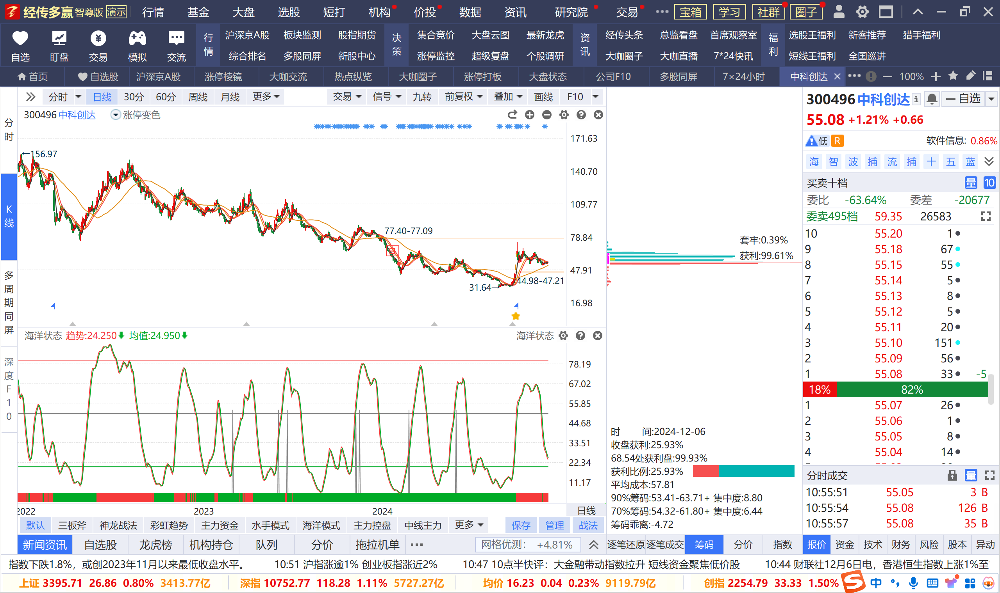 经传多赢 智尊版 演示 行情 基金 大盘 选股 短打 机构 价投 数据 资讯 研究院 交易 宝箱 学习 社群 圈子
自选 盯盘 交易 模拟 交流
行情 沪深京A股 板块监测 股指期货 决策 集合竞价 大盘云图 最新龙虎 资讯 经传头条 总监看盘 首席观察室 福利 选股王福利 新客推荐 猎手福利
综合排名 多股同屏 新股中心 涨停监控 超级复盘 个股调研 大咖圈子 大咖直播 7*24快讯 短线王福利 全国巡讲
首页 自选股 沪深京A股 涨停棱镜 大咖交流 热点纵览 大咖圈子 涨停打板 大盘状态 公司F10 多股同屏 7×24小时 中科创达 100%
分时
K线
多周期同屏
深度F10
分时 日线 30分 60分 周线 月线 更多 交易 信号 九转 前复权 叠加 画线 F10
300496 中科创达 涨停变色
171.63
←156.97
140.70
109.77
77.40-77.09
78.84
47.91
44.98-47.21
31.64→
16.98
海洋状态 趋势:24.250 均值:24.950 海洋状态
78.19
67.02
55.85
44.68
33.51
22.34
11.17
2022 2023 2024 日线
默认 三板斧 神龙战法 彩虹趋势 主力资金 水手模式 海洋模式 主力控盘 中线主力 更多 保存 管理 战法
新闻资讯 自选股 龙虎榜 机构持仓 队列 分价 拖拉机单 网格优测: +4.81%
套牢:0.39%
获利:99.61%
时 间:2024-12-06
收盘获利:25.93%
68.54处获利盘:99.93%
获利比例:25.93%
平均成本:57.81
90%筹码:53.41-63.71+ 集中度:8.80
70%筹码:54.32-61.80+ 集中度:6.44
筹码乖离:-4.72
逐笔还原 逐笔成交 筹码 分价 指数
300496 中科创达 i 自选
55.08 +1.21% +0.66
低 R 软件信息: 0.86%
海 智 波 捕 流 捕 十 五 蓝
买卖十档 量 10
委比 -63.64% 委差 -20677
委卖495档 59.35 26583
10 55.20 1
9 55.18 67
8 55.15 55
7 55.14 5
6 55.13 8
5 55.12 5
4 55.11 20
3 55.10 151
2 55.09 56
1 55.08 33 -5
18% 82%
1 55.07 26
2 55.06 1
3 55.05 8
4 55.04 14
分时成交 量
10:55:51 55.05 3 B
10:55:54 55.08 126 B
10:55:57 55.08 35 B
报价 资金 技术 财务 风险 股本 异动
指数下跌1.8%，或创2023年11月以来最低收盘水平。 10:51 沪指涨逾1% 创业板指涨近2% 10:47 10点半快评：大金融带动指数拉升 短线资金聚焦低价股 10:44 财联社12月6日电，香港恒生指数上涨1%至
上证 3395.71 26.86 0.80% 3413.77亿 深指 10752.77 118.28 1.11% 5727.27亿 均价 16.23 0.04 0.23% 9119.79亿 创指 2254.79 33.33 1.50% S 中